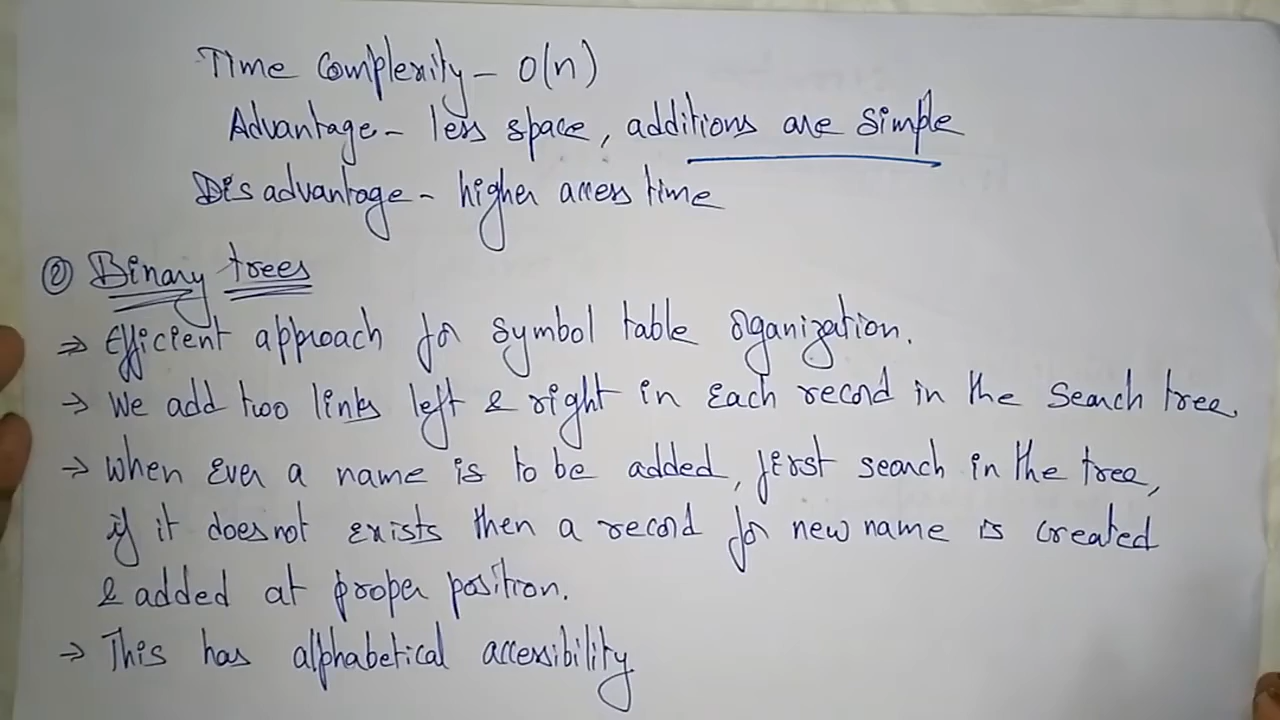 Time Complexity - O(n)
Advantage - less space, additions are simple
Disadvantage - higher access time
② Binary trees
⇒ Efficient approach for symbol table organization.
→ We add two links left & right in Each record in the Search tree.
→ When Ever a name is to be added, first search in the tree,
if it does not exists then a record for new name is created
& added at proper position.
→ This has alphabetical accessibility